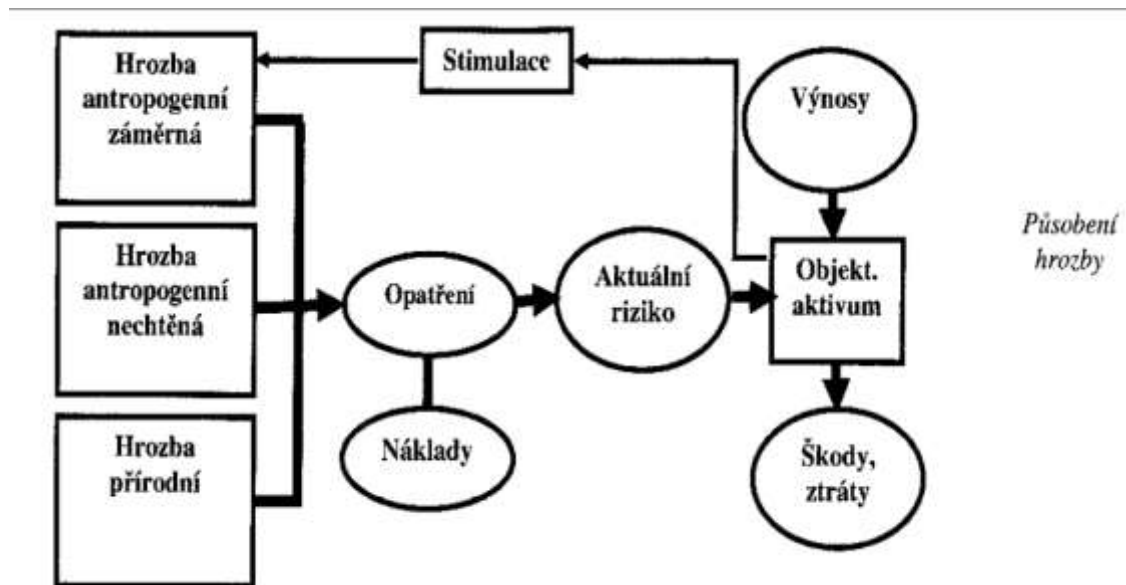 Hrozba
antropogenní
záměrná
Stimulace
Výnosy
Působení
hrozby
Hrozba
antropogenní
nechtěná
Opatření
Aktuální
riziko
Objekt.
aktivum
Hrozba
přírodní
Náklady
Škody,
ztráty